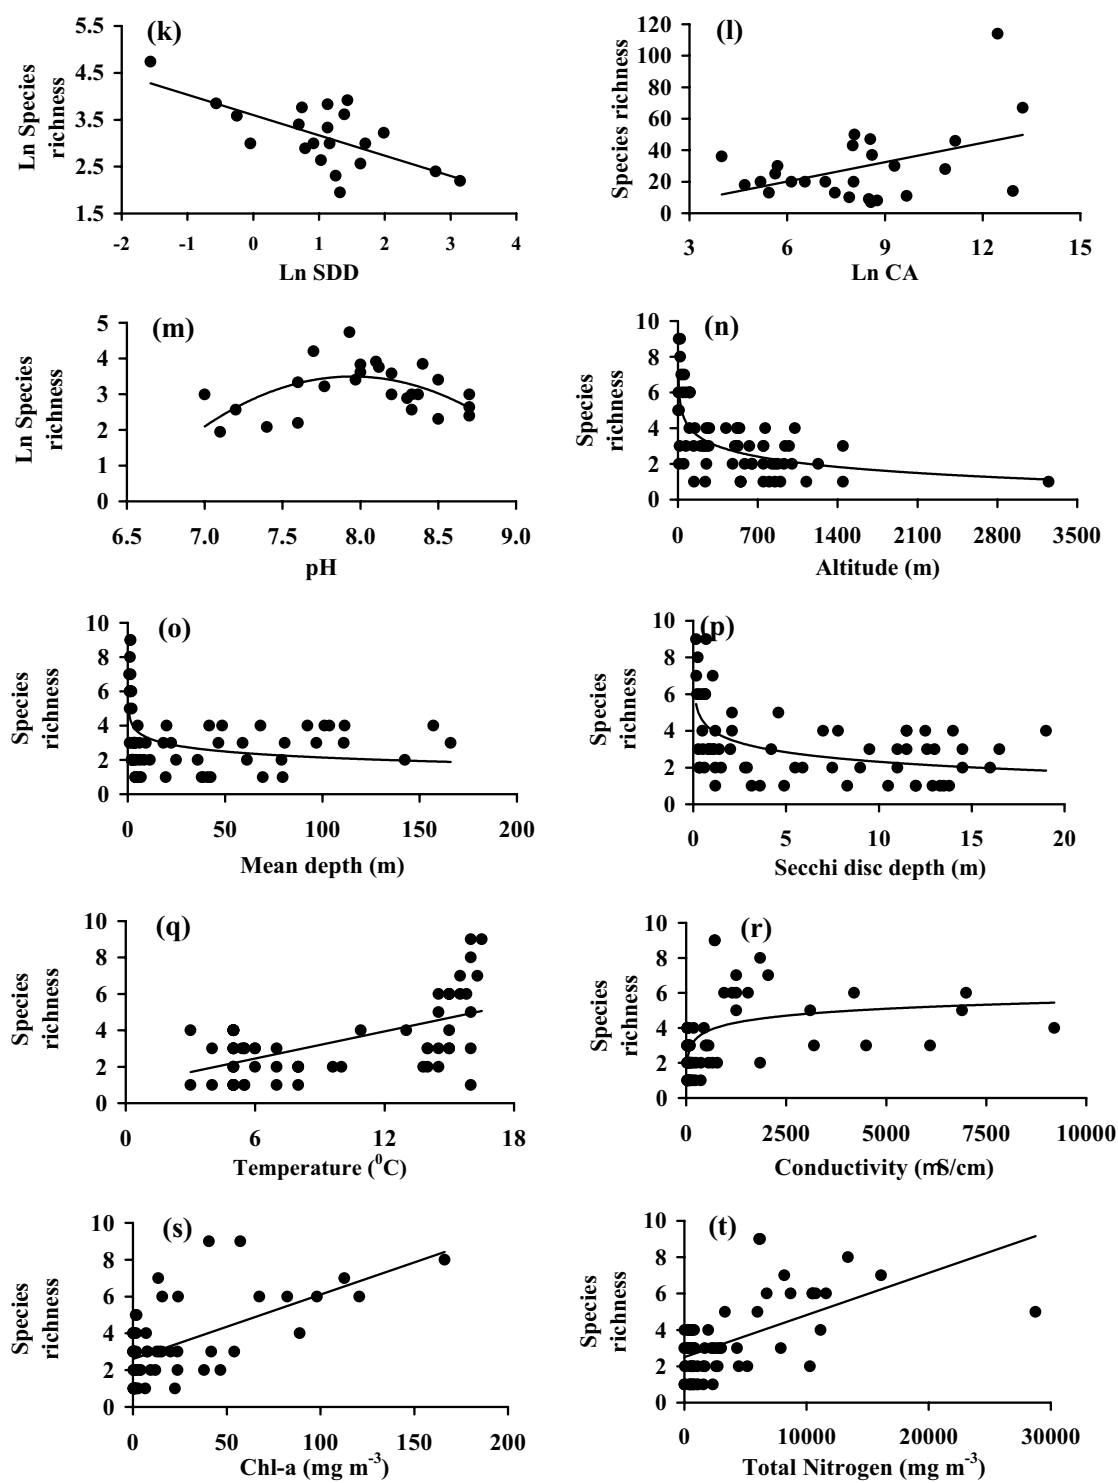 (k)
Ln Species
richness
5.5
4.5
3.5
2.5
1.5
-2 -1 0 1 2 3 4
Ln SDD
(l)
Species richness
120
100
80
60
40
20
0
3 6 9 12 15
Ln CA
(m)
Ln Species
richness
5
4
3
2
1
0
6.5 7.0 7.5 8.0 8.5 9.0
pH
(n)
Species
richness
10
8
6
4
2
0
0 700 1400 2100 2800 3500
Altitude (m)
(o)
Species
richness
10
8
6
4
2
0
0 50 100 150 200
Mean depth (m)
(p)
Species
richness
10
8
6
4
2
0
0 5 10 15 20
Secchi disc depth (m)
(q)
Species
richness
10
8
6
4
2
0
0 6 12 18
Temperature (⁰C)
(r)
Species
richness
10
8
6
4
2
0
0 2500 5000 7500 10000
Conductivity (mS/cm)
(s)
Species
richness
10
8
6
4
2
0
0 50 100 150 200
Chl-a (mg m⁻³)
(t)
Species
richness
10
8
6
4
2
0
0 10000 20000 30000
Total Nitrogen (mg m⁻³)